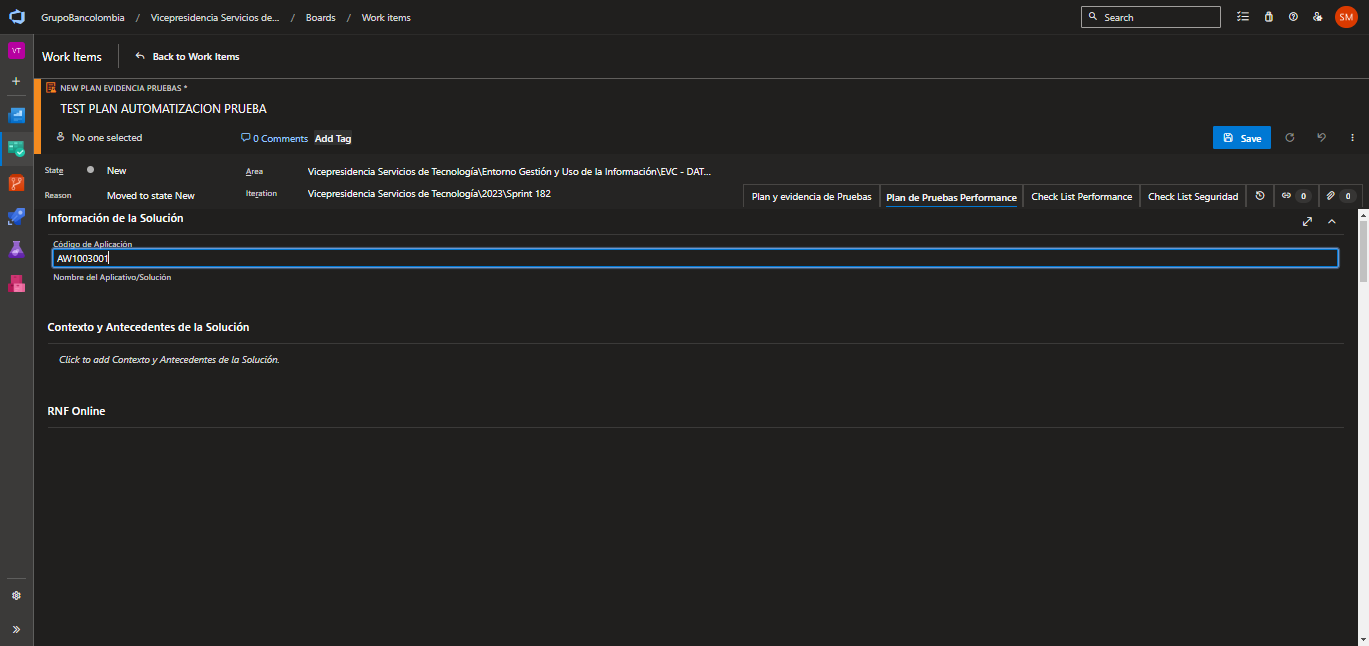 GrupoBancolombia / Vicepresidencia Servicios de... / Boards / Work items
Search
SM
VT
Work Items
Back to Work Items
NEW PLAN EVIDENCIA PRUEBAS *
TEST PLAN AUTOMATIZACION PRUEBA
No one selected
0 Comments
Add Tag
Save
State
New
Area
Vicepresidencia Servicios de Tecnología\Entorno Gestión y Uso de la Información\EVC - DAT...
Reason
Moved to state New
Iteration
Vicepresidencia Servicios de Tecnología\2023\Sprint 182
Plan y evidencia de Pruebas
Plan de Pruebas Performance
Check List Performance
Check List Seguridad
0
0
Información de la Solución
Código de Aplicación
AW1003001
Nombre del Aplicativo/Solución
Contexto y Antecedentes de la Solución
Click to add Contexto y Antecedentes de la Solución.
RNF Online